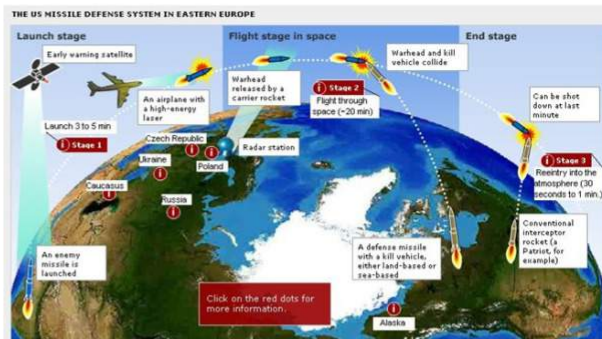 THE US MISSILE DEFENSE SYSTEM IN EASTERN EUROPE
Launch stage
Flight stage in space
End stage
Early warning satellite
An airplane with
a high-energy
laser
Warhead
released by a
carrier rocket
Warhead and kill
vehicle collide
Can be shot
down at last
minute
Launch 3 to 5 min
i Stage 1
i Stage 2
Flight through
space (~20 min)
i Stage 3
Reeintry into the
atmosphere (30
seconds to 1 min.)
Czech Republic
Ukraine
Poland
Radar station
Caucasus
Russia
An enemy
missile is
launched
A defense missile
with a kill vehicle,
either land-based or
sea-based
Conventional
interceptor
rocket (a
Patriot, for
example)
Click on the red dots for
more information.
Alaska